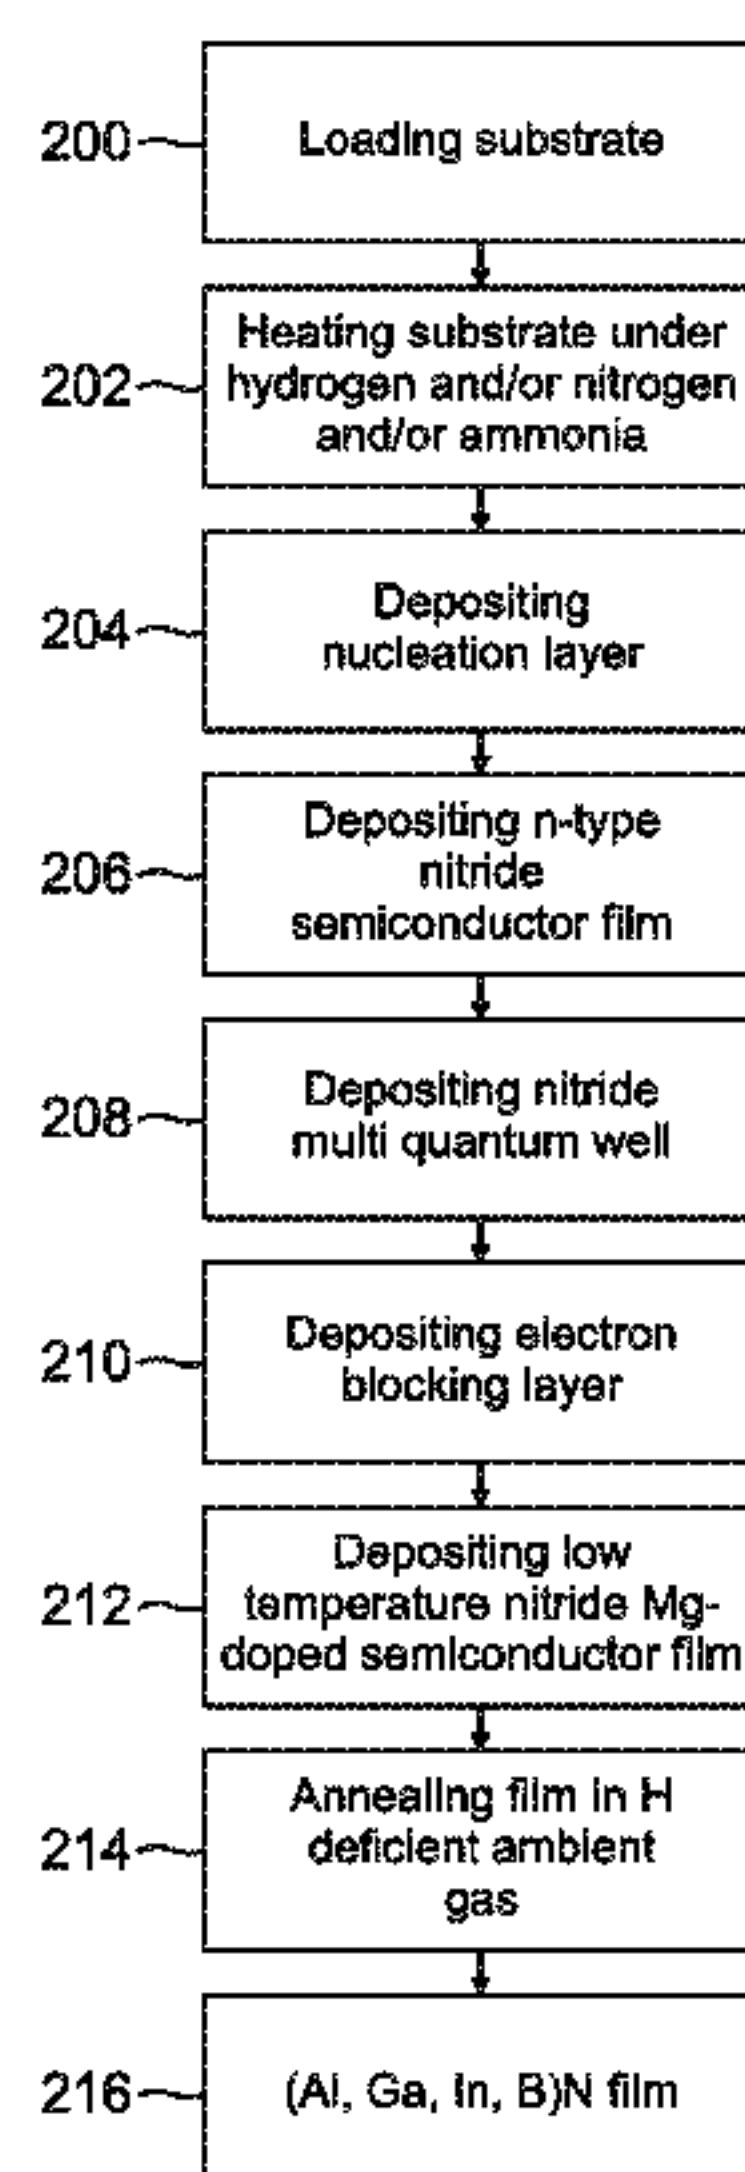 200
Loading substrate
202
Heating substrate under
hydrogen and/or nitrogen
and/or ammonia
204
Depositing
nucleation layer
206
Depositing n-type
nitride
semiconductor film
208
Depositing nitride
multi quantum well
210
Depositing electron
blocking layer
212
Depositing low
temperature nitride Mg-
doped semiconductor film
214
Annealing film in H
deficient ambient
gas
216
(Al, Ga, In, B)N film